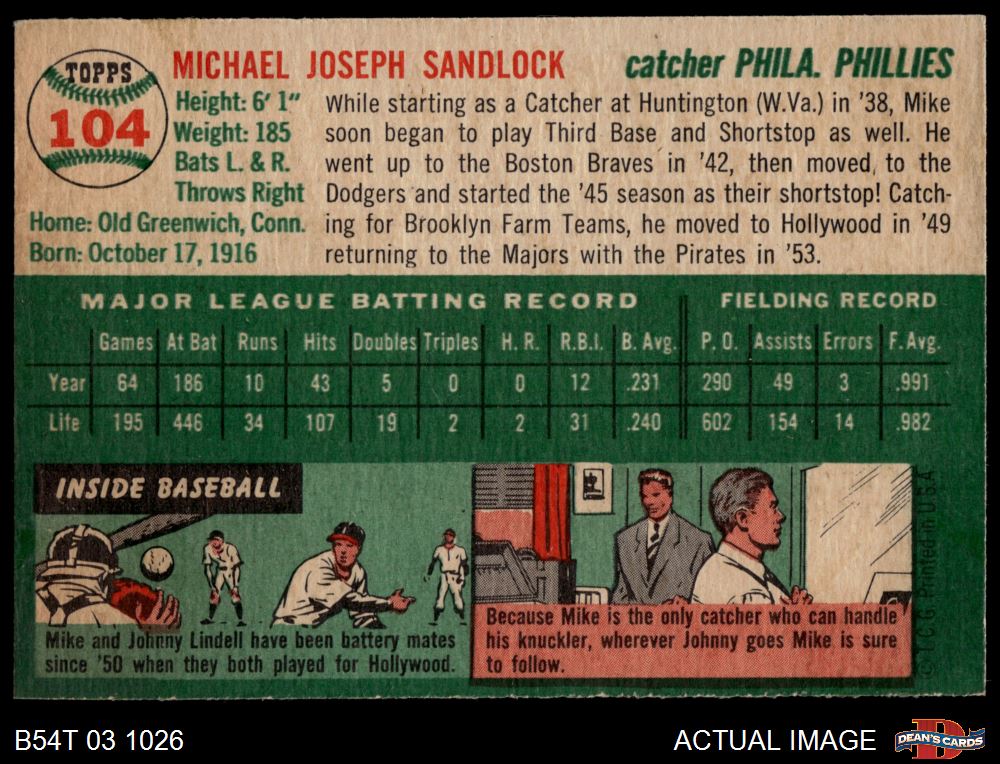 TOPPS
104
MICHAEL JOSEPH SANDLOCK
catcher PHILA. PHILLIES
Height: 6' 1"
Weight: 185
Bats L. & R.
Throws Right
Home: Old Greenwich, Conn.
Born: October 17, 1916
While starting as a Catcher at Huntington (W.Va.) in '38, Mike
soon began to play Third Base and Shortstop as well. He
went up to the Boston Braves in '42, then moved to the
Dodgers and started the '45 season as their shortstop! Catch-
ing for Brooklyn Farm Teams, he moved to Hollywood in '49
returning to the Majors with the Pirates in '53.
MAJOR LEAGUE BATTING RECORD FIELDING RECORD
Games At Bat Runs Hits Doubles Triples H. R. R.B.I. B. Avg. P. O. Assists Errors F. Avg.
Year 64 186 10 43 5 0 0 12 .231 290 49 3 .991
Life 195 446 34 107 19 2 2 31 .240 602 154 14 .982
INSIDE BASEBALL
Mike and Johnny Lindell have been battery mates
since '50 when they both played for Hollywood.
Because Mike is the only catcher who can handle
his knuckler, wherever Johnny goes Mike is sure
to follow.
© T. C. G. Printed in U.S.A.
B54T 03 1026
ACTUAL IMAGE
DEAN'S CARDS